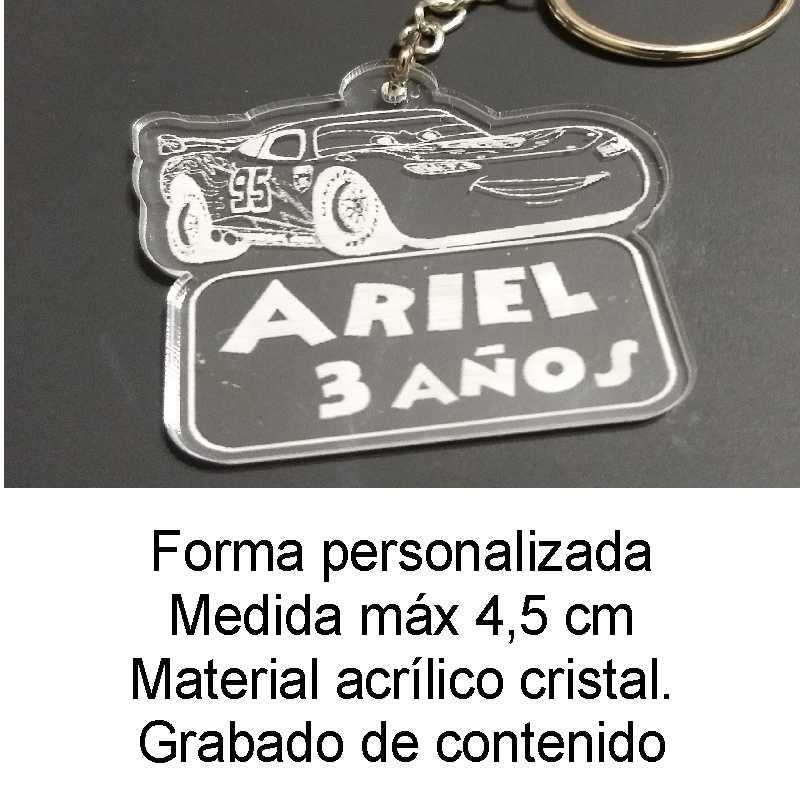 95
ARIEL
3 AÑOS
Forma personalizada
Medida máx 4,5 cm
Material acrílico cristal.
Grabado de contenido